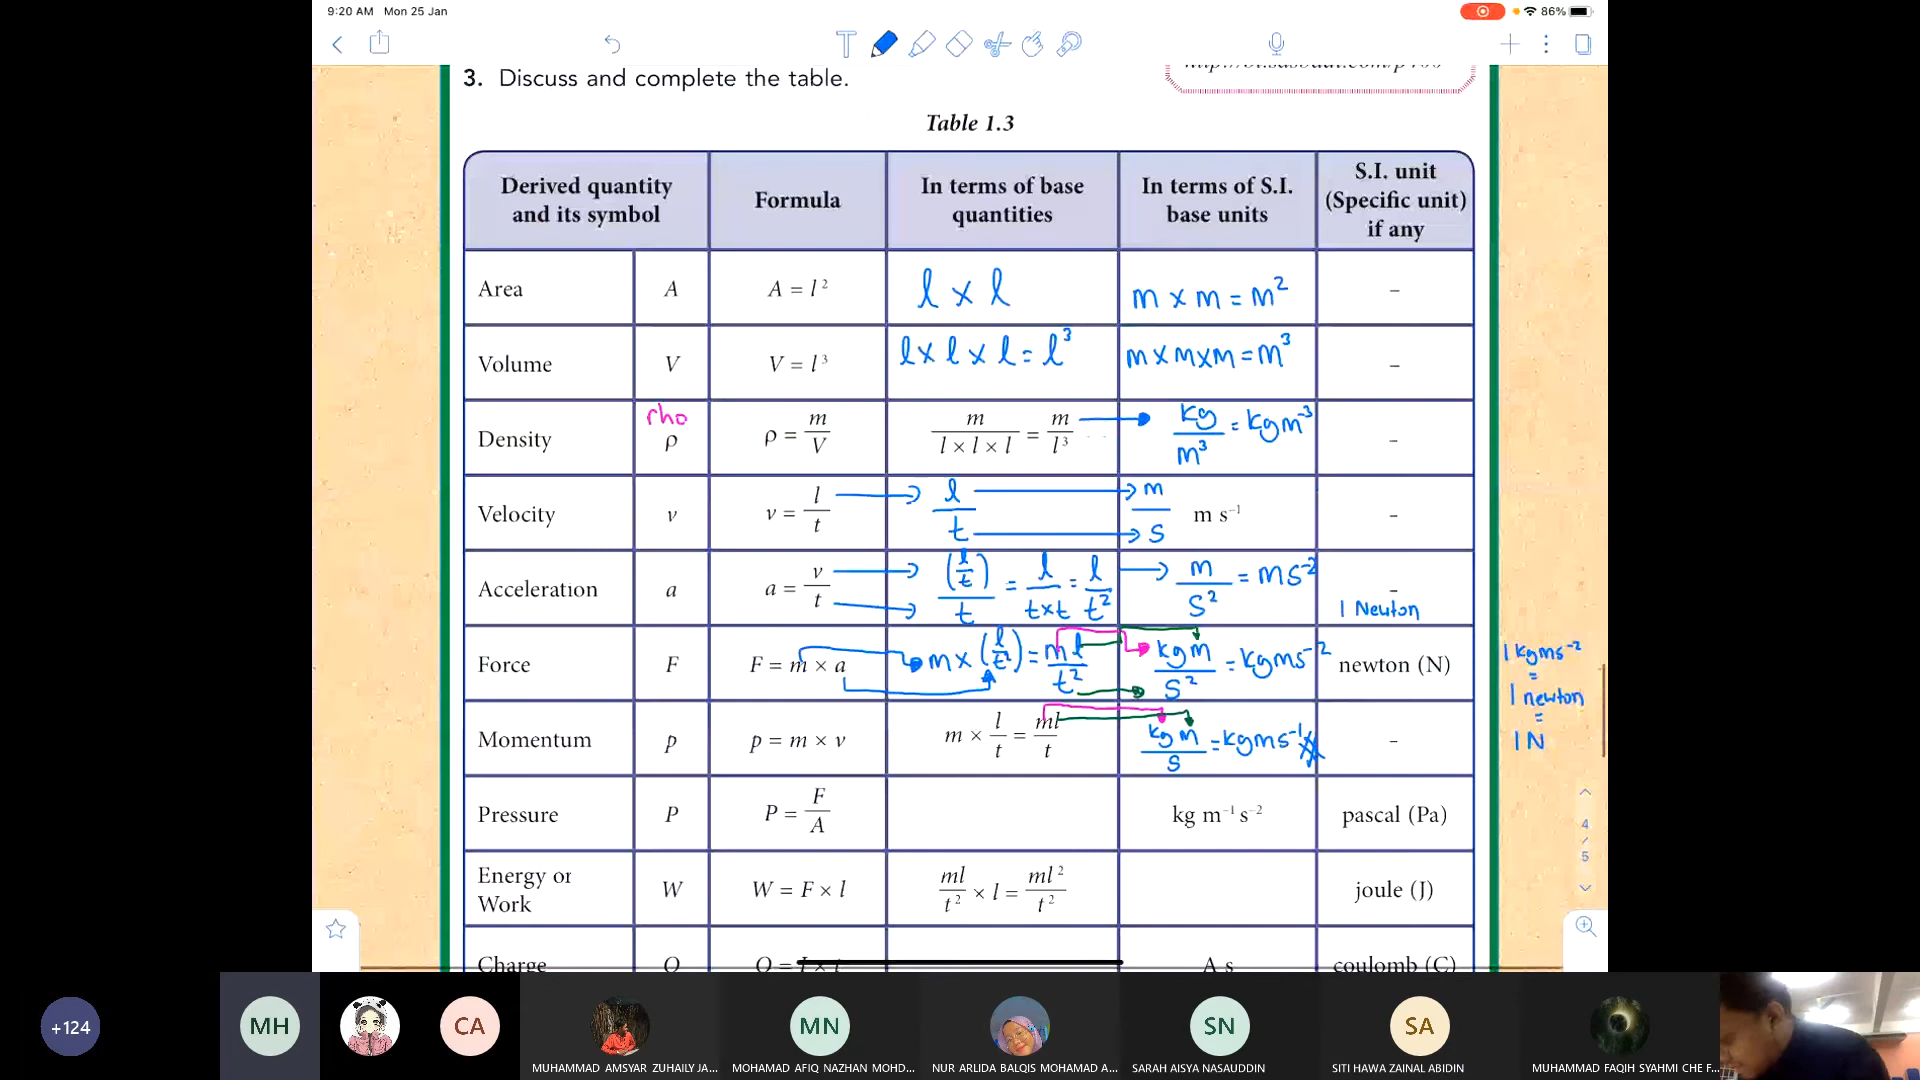 9:20 AM Mon 25 Jan
86%
3. Discuss and complete the table.
Table 1.3
Derived quantity and its symbol
Formula
In terms of base quantities
In terms of S.I. base units
S.I. unit (Specific unit) if any
Area A A = l² l × l m × m = m² –
Volume V V = l³ l × l × l = l³ m × m × m = m³ –
rho
Density ρ ρ = m/V m/(l × l × l) = m/l³ kg/m³ = kgm⁻³ –
Velocity v v = l/t l/t m/s m s⁻¹ –
Acceleration a a = v/t (l/t)/t = l/(t×t) = l/t² m/s² = ms⁻² –
1 Newton
Force F F = m × a m × (l/t²) = ml/t² kgm/s² = kgms⁻² newton (N)
1 kgms⁻²
=
1 newton
=
1 N
Momentum p p = m × v m × l/t = ml/t kgm/s = kgms⁻¹ –
Pressure P P = F/A kg m⁻¹ s⁻² pascal (Pa)
Energy or Work W W = F × l ml/t² × l = ml²/t² joule (J)
Charge Q Q = I × t A s coulomb (C)
4
/
5
+124
MH
CA
MN
SN
SA
MUHAMMAD AMSYAR ZUHAILY JA...
MOHAMAD AFIQ NAZHAN MOHD...
NUR ARLIDA BALQIS MOHAMAD A...
SARAH AISYA NASAUDDIN
SITI HAWA ZAINAL ABIDIN
MUHAMMAD FAQIH SYAHMI CHE F...